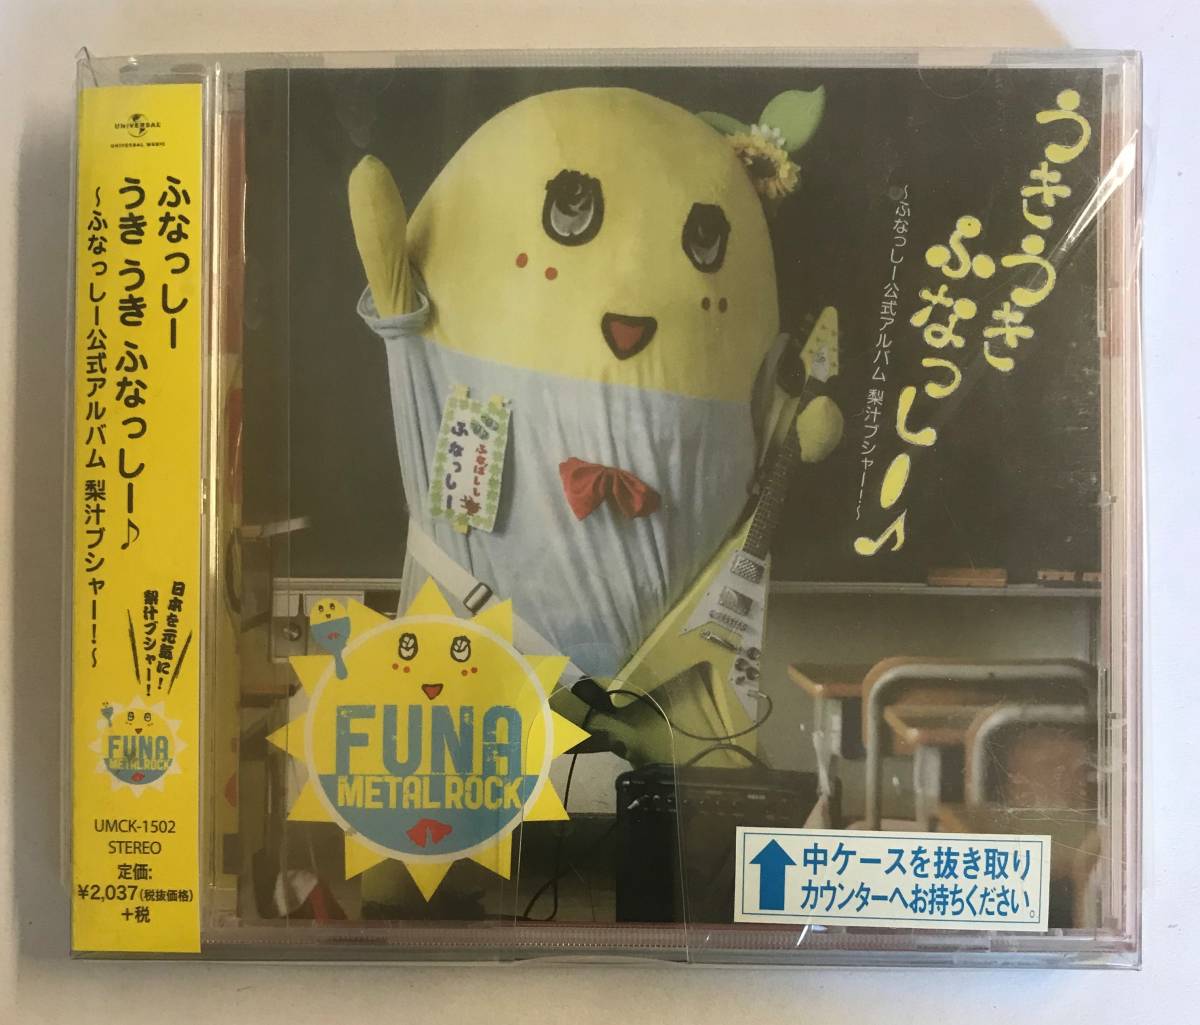 UNIVERSAL
UNIVERSAL MUSIC
ふなっしー
うき うき ふなっしー♪
～ふなっしー公式アルバム 梨汁ブシャー！～
日本を元気に！
梨汁ブシャー！
FUNA
METAL ROCK
UMCK-1502
STEREO
定価:
¥2,037(税抜価格)
+税
うきうき
ふなっしー♪
～ふなっしー公式アルバム 梨汁ブシャー！～
ふなばしし
ふなっしー
FUNA
METAL ROCK
中ケースを抜き取り
カウンターへお持ちください。